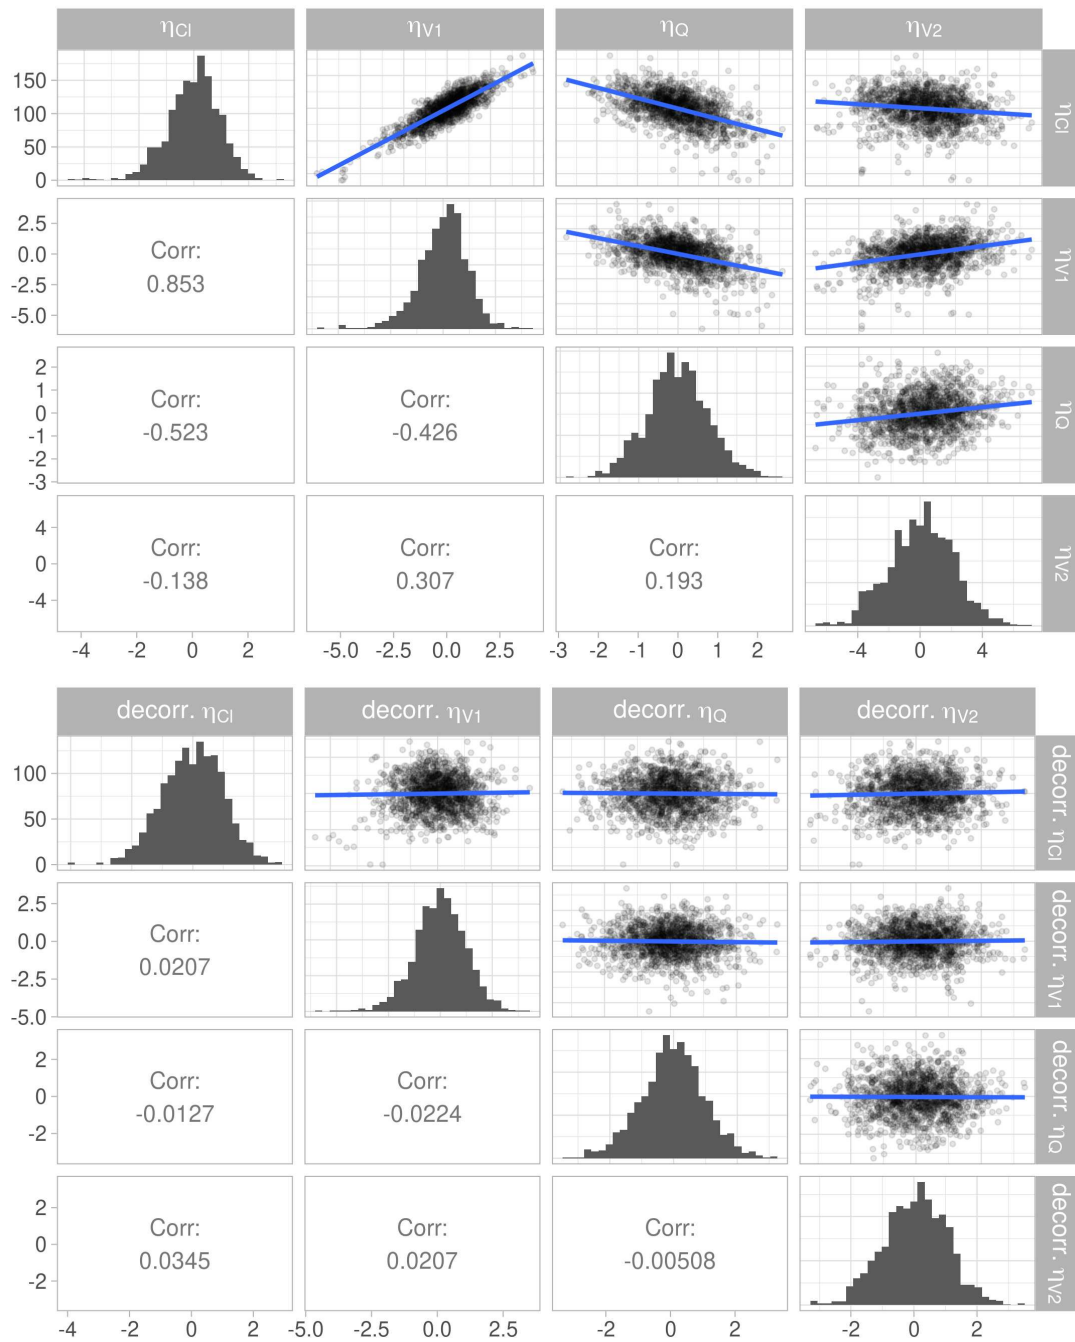 ηCl ηV1 ηQ ηV2
150
100
50
0
ηCl
2.5
0.0
-2.5
-5.0
Corr:
0.853
ηV1
2
1
0
-1
-2
-3
Corr:
-0.523
Corr:
-0.426
ηQ
4
0
-4
Corr:
-0.138
Corr:
0.307
Corr:
0.193
ηV2
-4 -2 0 2 -5.0 -2.5 0.0 2.5 -3 -2 -1 0 1 2 -4 0 4
decorr. ηCl decorr. ηV1 decorr. ηQ decorr. ηV2
100
50
0
decorr. ηCl
2.5
0.0
-2.5
-5.0
Corr:
0.0207
decorr. ηV1
2
0
-2
Corr:
-0.0127
Corr:
-0.0224
decorr. ηQ
2
0
-2
Corr:
0.0345
Corr:
0.0207
Corr:
-0.00508
decorr. ηV2
-4 -2 0 2 -5.0 -2.5 0.0 2.5 -2 0 2 -2 0 2